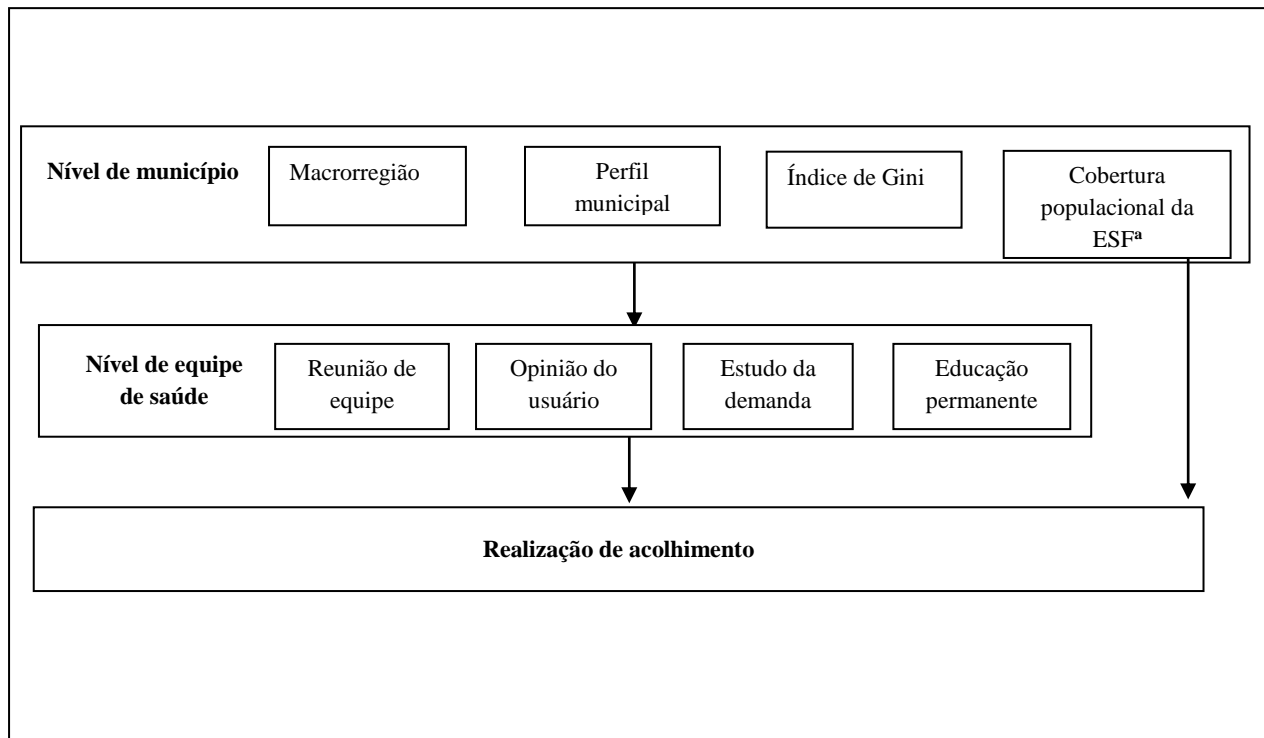 Nível de município
Macrorregião
Perfil
municipal
Índice de Gini
Cobertura
populacional da
ESFª
Nível de equipe
de saúde
Reunião de
equipe
Opinião do
usuário
Estudo da
demanda
Educação
permanente
Realização de acolhimento